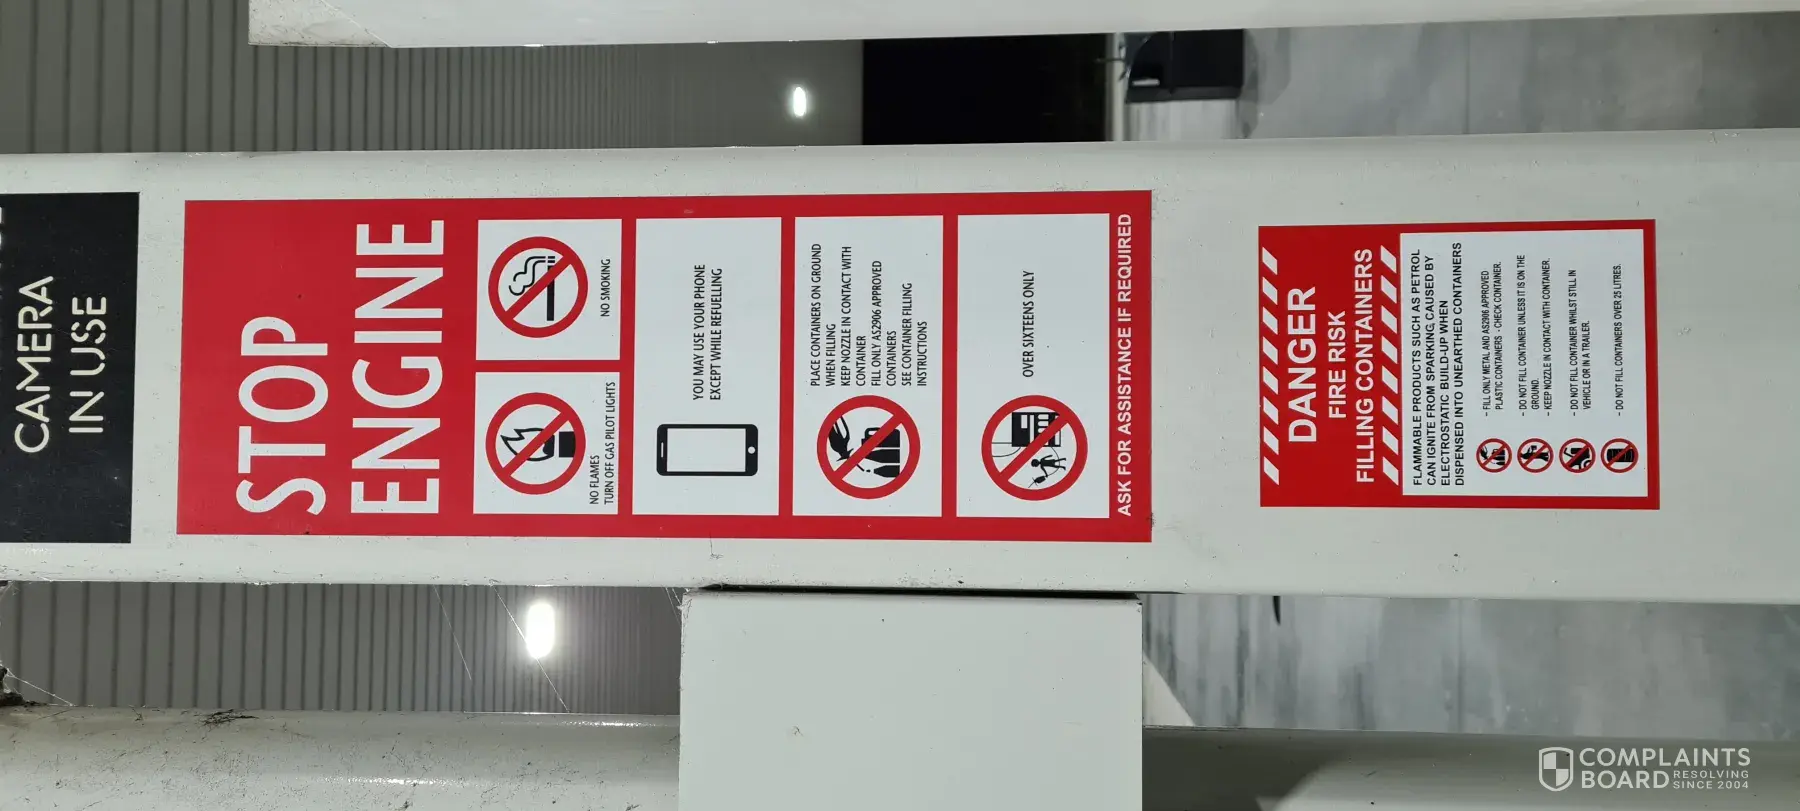 CAMERA
IN USE
STOP
ENGINE
NO FLAMES
TURN OFF GAS PILOT LIGHTS
NO SMOKING
YOU MAY USE YOUR PHONE
EXCEPT WHILE REFUELLING
PLACE CONTAINERS ON GROUND
WHEN FILLING
KEEP NOZZLE IN CONTACT WITH
CONTAINER
FILL ONLY AS2906 APPROVED
CONTAINERS
SEE CONTAINER FILLING
INSTRUCTIONS
OVER SIXTEENS ONLY
ASK FOR ASSISTANCE IF REQUIRED
DANGER
FIRE RISK
FILLING CONTAINERS
FLAMMABLE PRODUCTS SUCH AS PETROL
CAN IGNITE FROM SPARKING, CAUSED BY
ELECTROSTATIC BUILD-UP WHEN
DISPENSED INTO UNEARTHED CONTAINERS
- FILL ONLY METAL AND AS2906 APPROVED
PLASTIC CONTAINERS - CHECK CONTAINER.
- DO NOT FILL CONTAINER UNLESS IT IS ON THE
GROUND.
- KEEP NOZZLE IN CONTACT WITH CONTAINER.
- DO NOT FILL CONTAINER WHILST STILL IN
VEHICLE OR IN A TRAILER.
- DO NOT FILL CONTAINERS OVER 25 LITRES.
COMPLAINTS
BOARD RESOLVING
SINCE 2004